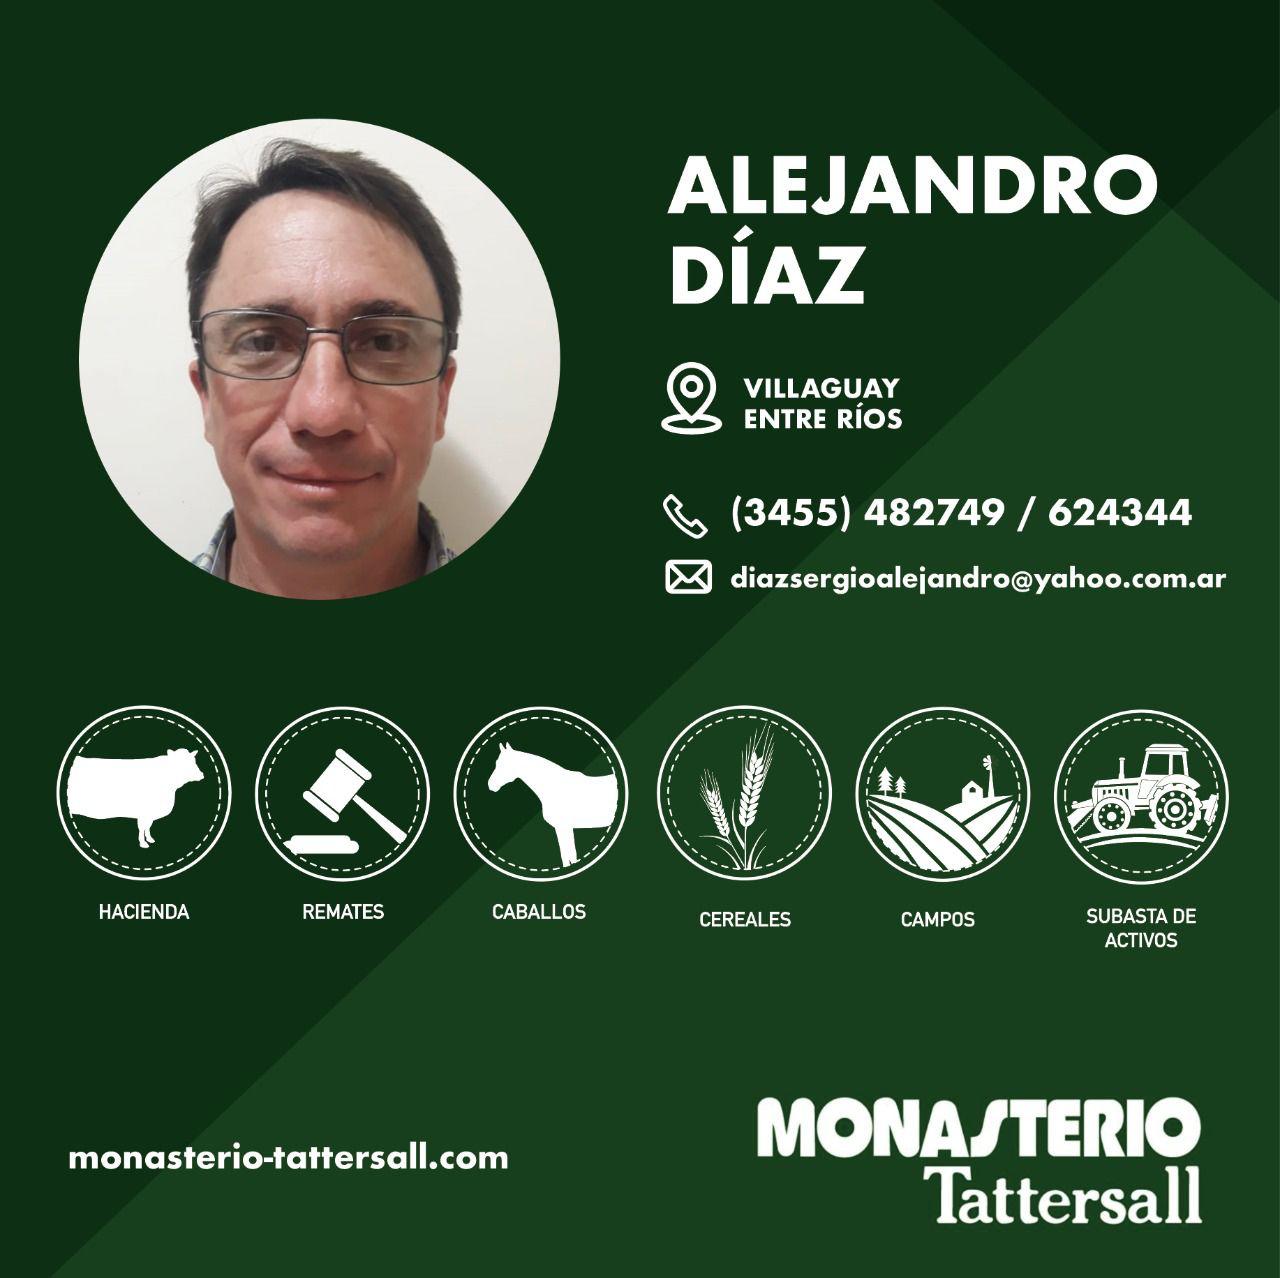 ALEJANDRO
DÍAZ
VILLAGUAY
ENTRE RÍOS
(3455) 482749 / 624344
diazsergioalejandro@yahoo.com.ar
HACIENDA
REMATES
CABALLOS
CEREALES
CAMPOS
SUBASTA DE
ACTIVOS
monasterio-tattersall.com
MONASTERIO
Tattersall